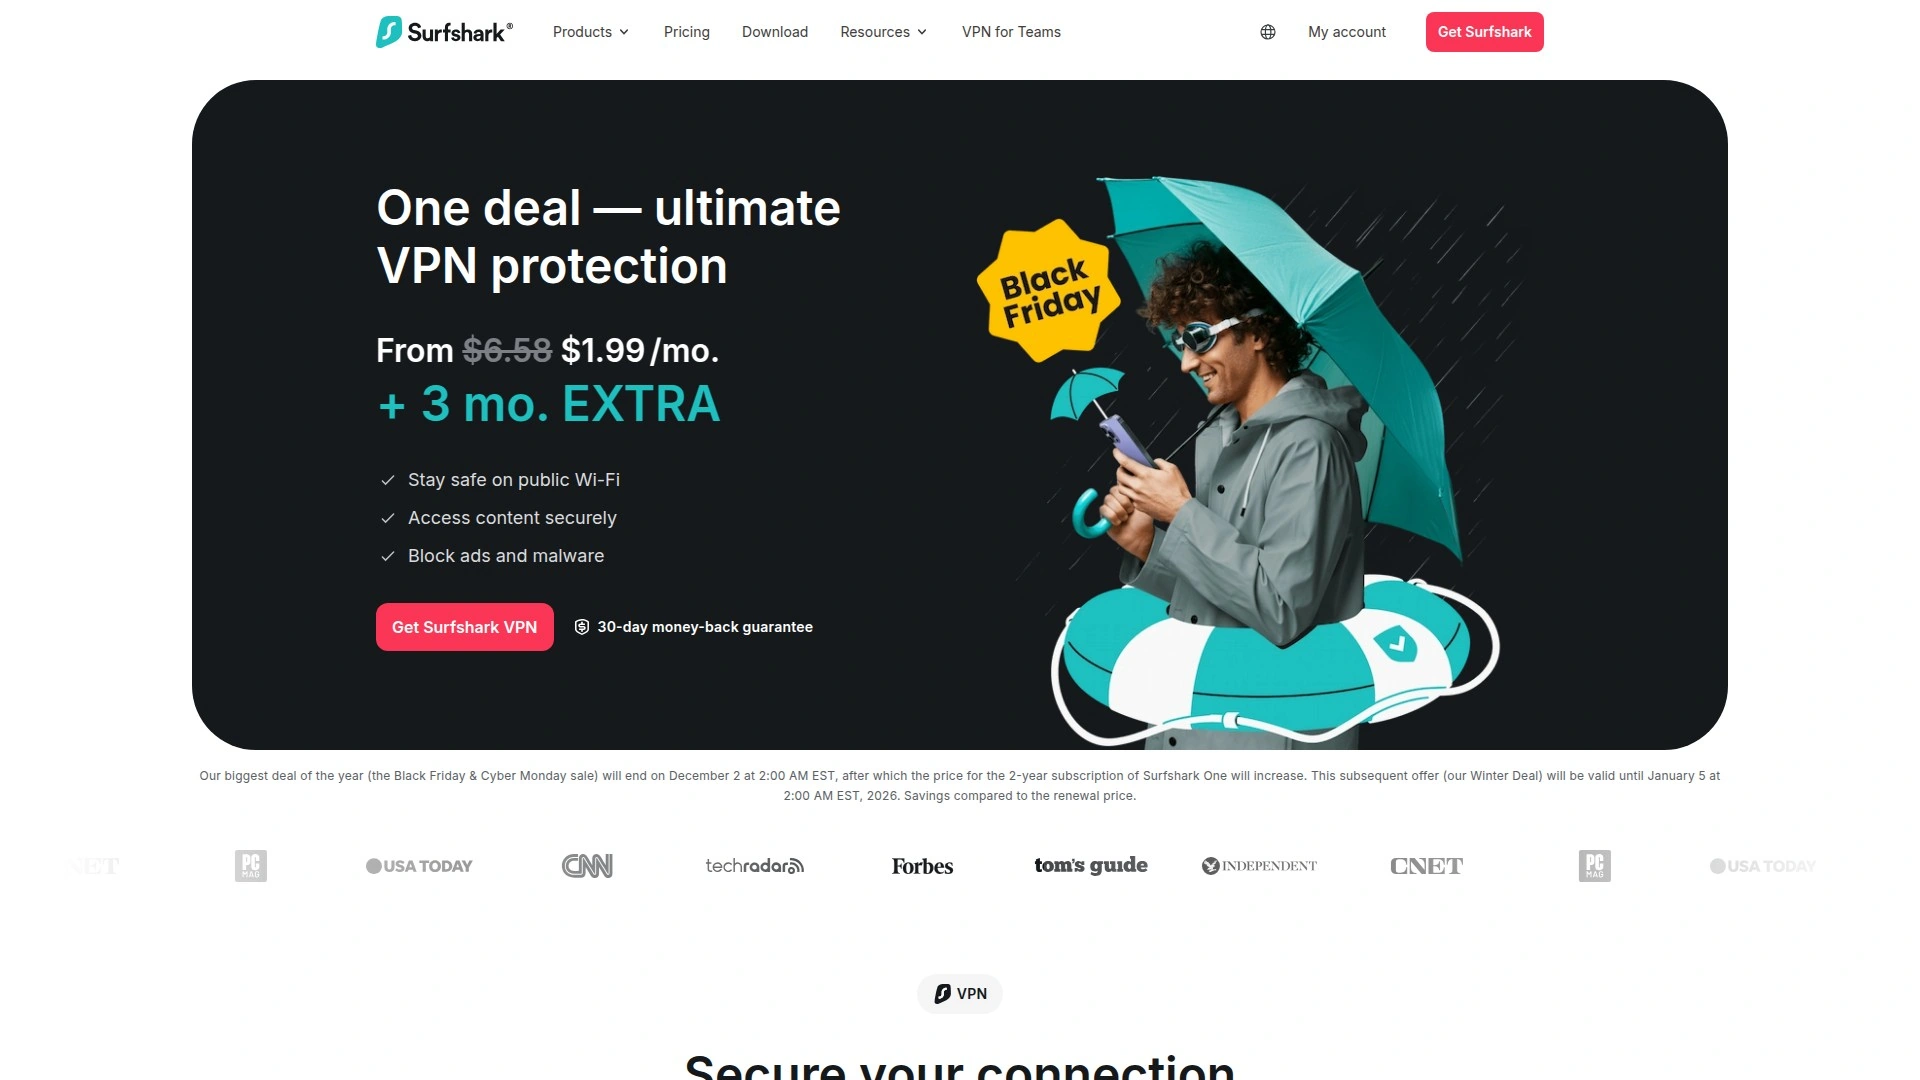 Surfshark®
Products
Pricing
Download
Resources
VPN for Teams
My account
Get Surfshark
One deal — ultimate
VPN protection
From $6.58 $1.99/mo.
+ 3 mo. EXTRA
Stay safe on public Wi-Fi
Access content securely
Block ads and malware
Get Surfshark VPN
30-day money-back guarantee
Black
Friday
Our biggest deal of the year (the Black Friday & Cyber Monday sale) will end on December 2 at 2:00 AM EST, after which the price for the 2-year subscription of Surfshark One will increase. This subsequent offer (our Winter Deal) will be valid until January 5 at
2:00 AM EST, 2026. Savings compared to the renewal price.
NET
PC
MAG
USA TODAY
CNN
techradar
Forbes
tom's guide
INDEPENDENT
CNET
PC
MAG
USA TODAY
VPN
Secure your connection